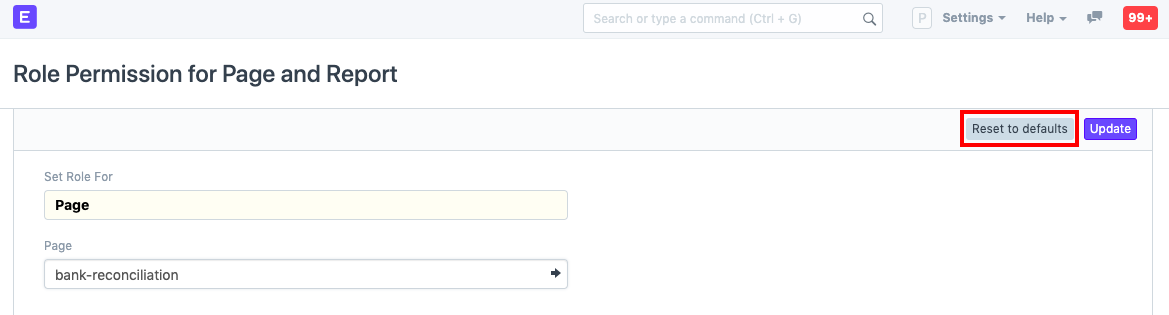 E
Search or type a command (Ctrl + G)
P
Settings
Help
99+
Role Permission for Page and Report
Reset to defaults
Update
Set Role For
Page
Page
bank-reconciliation